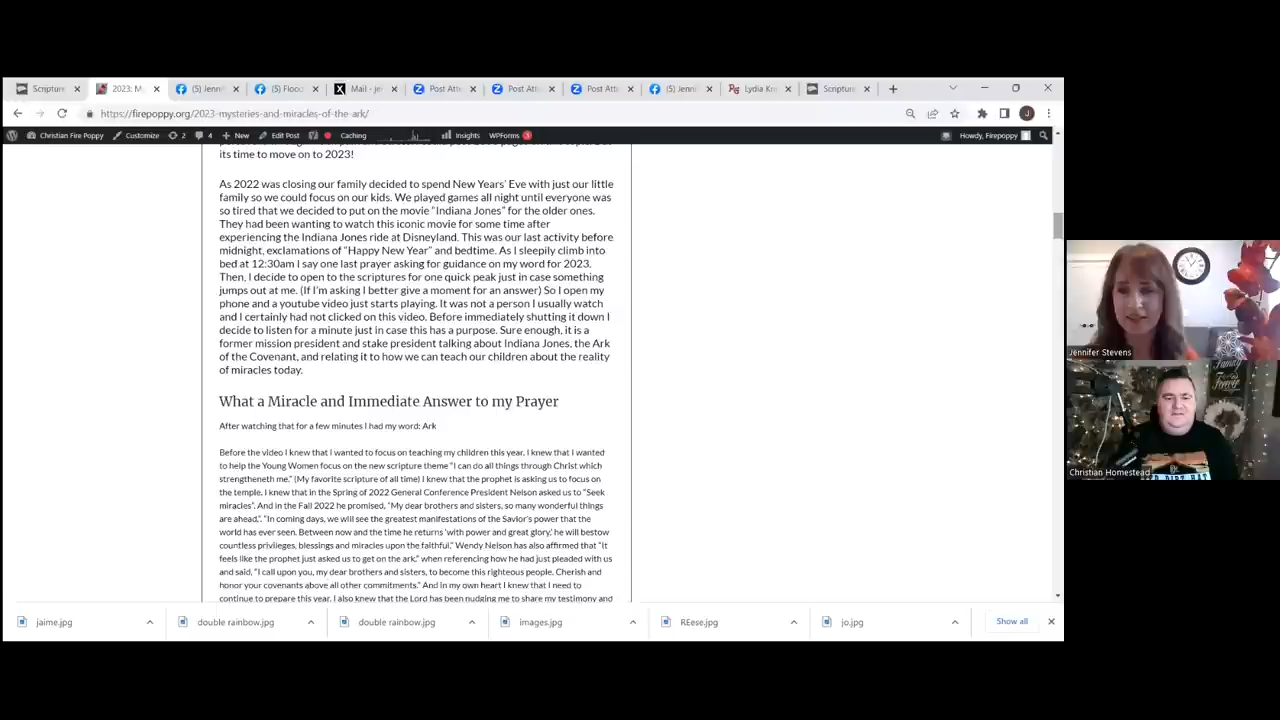 Scripture
2023: M
(5) Jenni
(5) Floo
Mail - je
Post Att
Post Att
Post Att
(5) Jenni
Lydia Kn
Scripture
https://firepoppy.org/2023-mysteries-and-miracles-of-the-ark/
Christian Fire Poppy
Customize
2
4
New
Edit Post
Caching
Insights
WPForms 3
Howdy, Firepoppy
its time to move on to 2023!
As 2022 was closing our family decided to spend New Years' Eve with just our little
family so we could focus on our kids. We played games all night until everyone was
so tired that we decided to put on the movie "Indiana Jones" for the older ones.
They had been wanting to watch this iconic movie for some time after
experiencing the Indiana Jones ride at Disneyland. This was our last activity before
midnight, exclamations of "Happy New Year" and bedtime. As I sleepily climb into
bed at 12:30am I say one last prayer asking for guidance on my word for 2023.
Then, I decide to open to the scriptures for one quick peak just in case something
jumps out at me. (If I'm asking I better give a moment for an answer) So I open my
phone and a youtube video just starts playing. It was not a person I usually watch
and I certainly had not clicked on this video. Before immediately shutting it down I
decide to listen for a minute just in case this has a purpose. Sure enough, it is a
former mission president and stake president talking about Indiana Jones, the Ark
of the Covenant, and relating it to how we can teach our children about the reality
of miracles today.
What a Miracle and Immediate Answer to my Prayer
After watching that for a few minutes I had my word: Ark
Before the video I knew that I wanted to focus on teaching my children this year. I knew that I wanted
to help the Young Women focus on the new scripture theme "I can do all things through Christ which
strengtheneth me." (My favorite scripture of all time) I knew that the prophet is asking us to focus on
the temple. I knew that in the Spring of 2022 General Conference President Nelson asked us to "Seek
miracles". And in the Fall 2022 he promised, "My dear brothers and sisters, so many wonderful things
are ahead,". "In coming days, we will see the greatest manifestations of the Savior's power that the
world has ever seen. Between now and the time he returns 'with power and great glory,' he will bestow
countless privileges, blessings and miracles upon the faithful." Wendy Nelson has also affirmed that "It
feels like the prophet just asked us to get on the ark." when referencing how he had just pleaded with us
and said, "I call upon you, my dear brothers and sisters, to become this righteous people. Cherish and
honor your covenants above all other commitments." And in my own heart I knew that I need to
continue to prepare this year. I also knew that the Lord has been nudging me to share my testimony and
Jennifer Stevens
Family
Forever
Christian Homestead
jaime.jpg
double rainbow.jpg
double rainbow.jpg
images.jpg
REese.jpg
jo.jpg
Show all